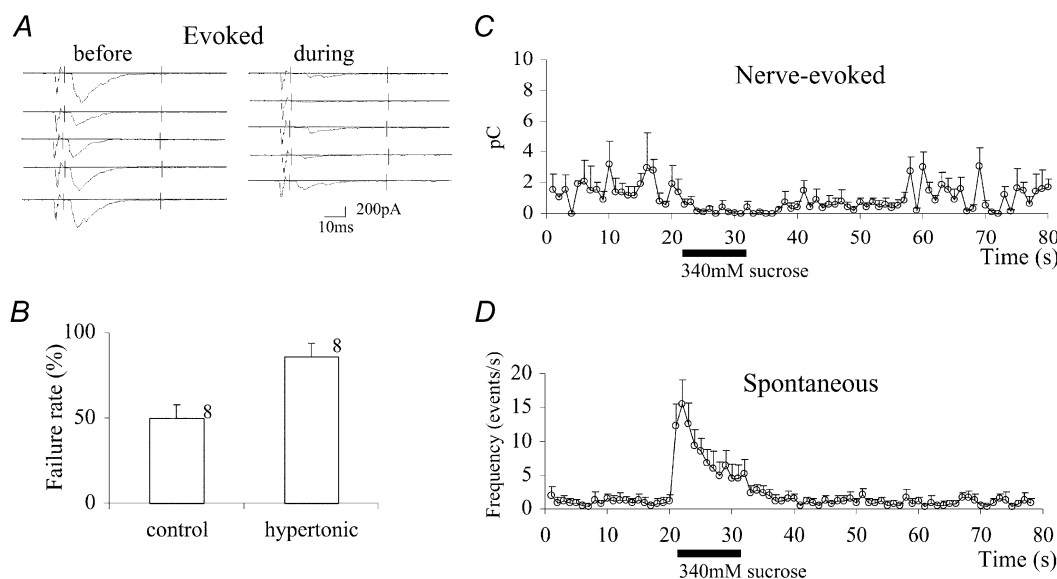 A
Evoked
before
during
200pA
10ms
B
100
50
0
Failure rate (%)
8
8
control
hypertonic
C
Nerve-evoked
10
8
6
4
2
0
pC
0 10 20 30 40 50 60 70 80
Time (s)
340mM sucrose
D
Spontaneous
20
15
10
5
0
Frequency (events/s)
0 10 20 30 40 50 60 70 80
Time (s)
340mM sucrose